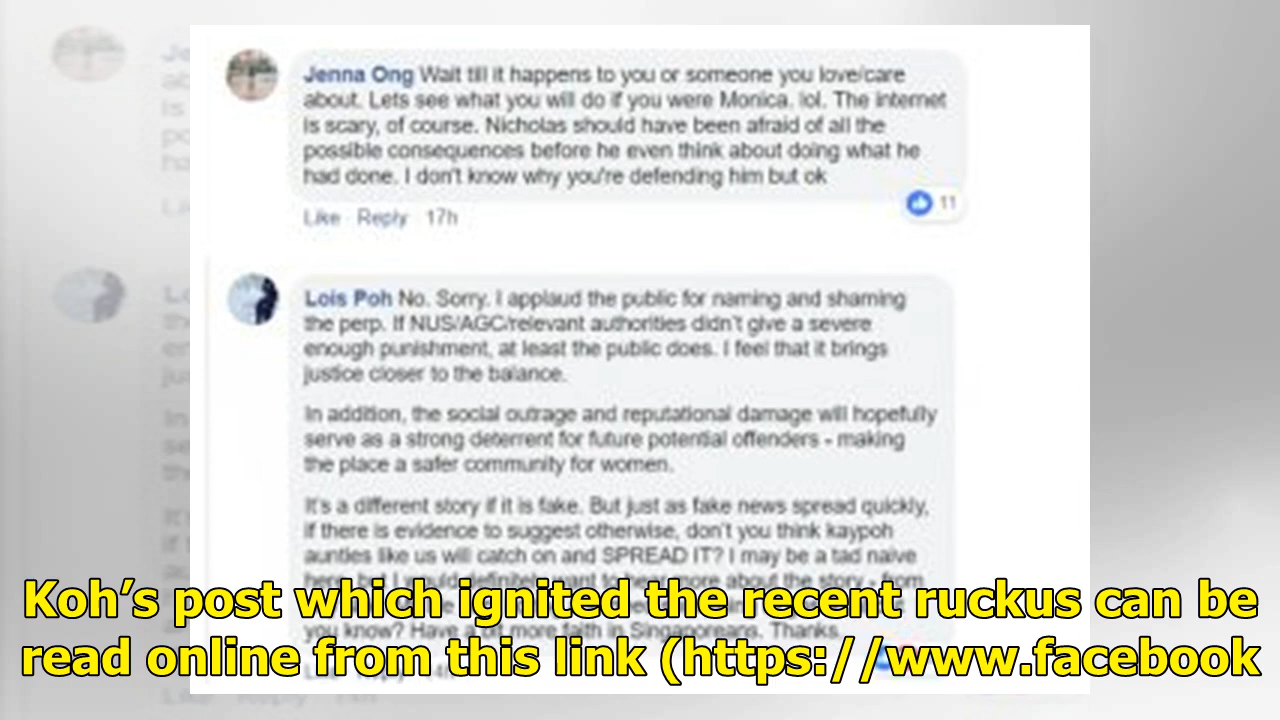 Jenna Ong Wait till it happens to you or someone you love/care
about. Lets see what you will do if you were Monica. lol. The internet
is scary, of course. Nicholas should have been afraid of all the
possible consequences before he even think about doing what he
had done. I don't know why you're defending him but ok
11
Like Reply 17h
Lois Poh No. Sorry. I applaud the public for naming and shaming
the perp. If NUS/AGC/relevant authorities didn't give a severe
enough punishment, at least the public does. I feel that it brings
justice closer to the balance.
In addition, the social outrage and reputational damage will hopefully
serve as a strong deterrent for future potential offenders - making
the place a safer community for women.
It's a different story if it is fake. But just as fake news spread quickly,
if there is evidence to suggest otherwise, don't you think kaypoh
aunties like us will catch on and SPREAD IT? I may be a tad naive
more about the story - from
Koh’s post which ignited the recent ruckus can be
you know? Have a bit more faith in Singaporeans. Thanks.
read online from this link (https://www.facebook